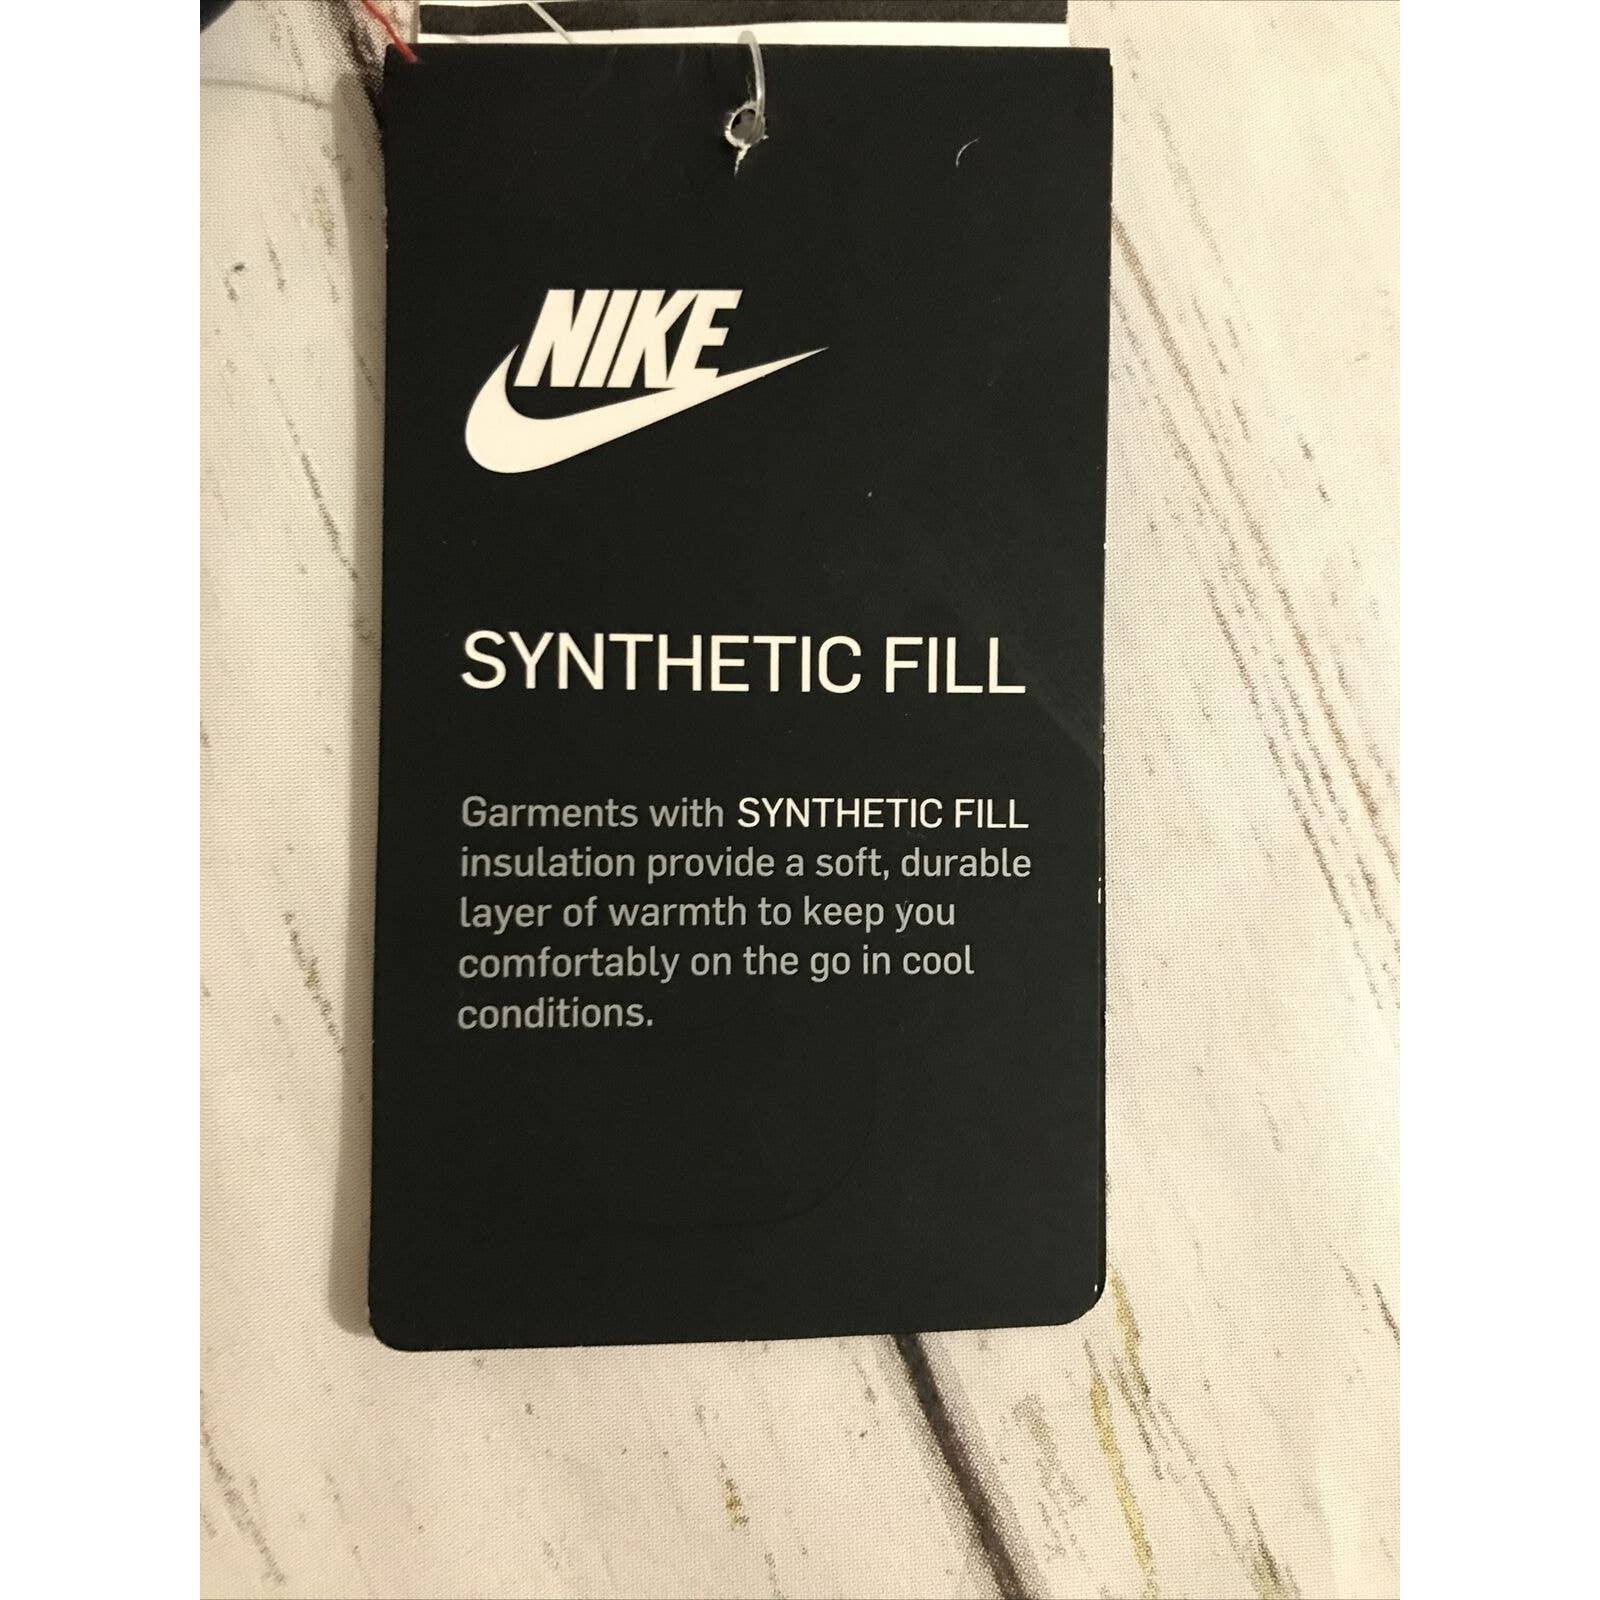 NIKE
SYNTHETIC FILL
Garments with SYNTHETIC FILL
insulation provide a soft, durable
layer of warmth to keep you
comfortably on the go in cool
conditions.